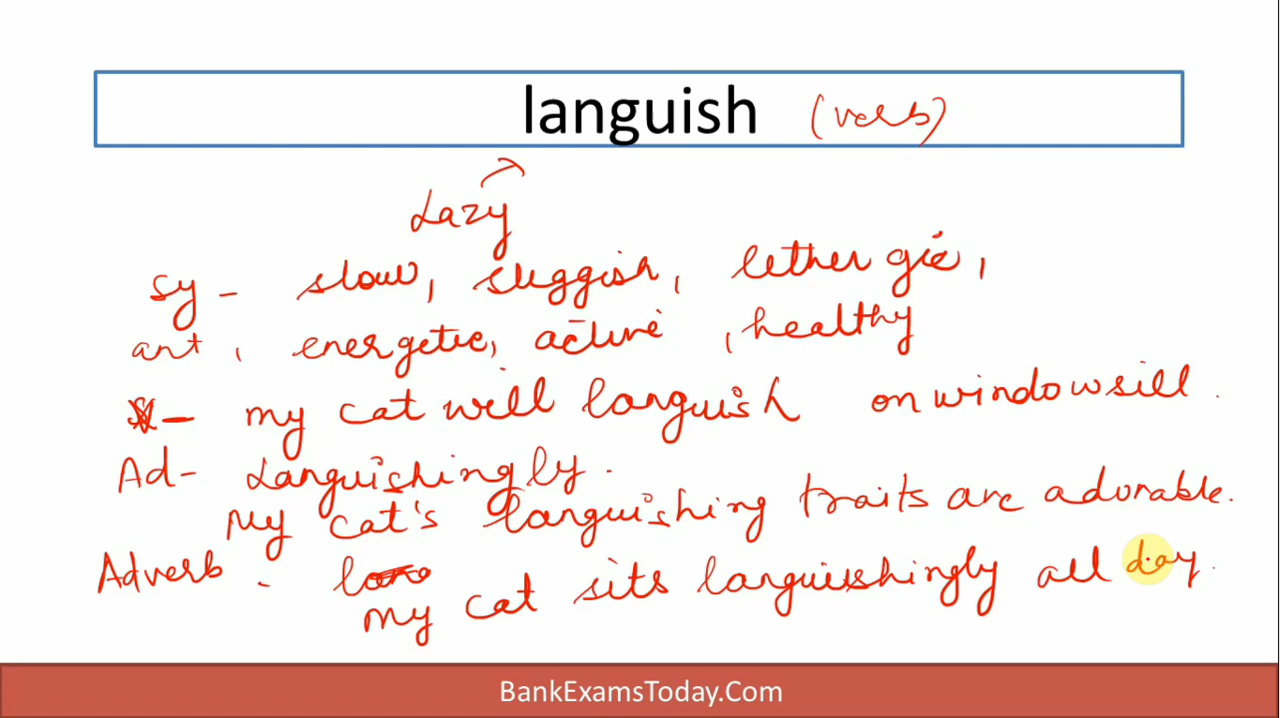 languish (verb)
Lazy
sy - slow, sluggish, lethergic,
ant, energetic, active, healthy
- my cat will languish on windowsill.
Ad- Languishingly.
My cat's languishing traits are adorable.
Adverb -
my cat sits languishingly all day.
BankExamsToday.Com